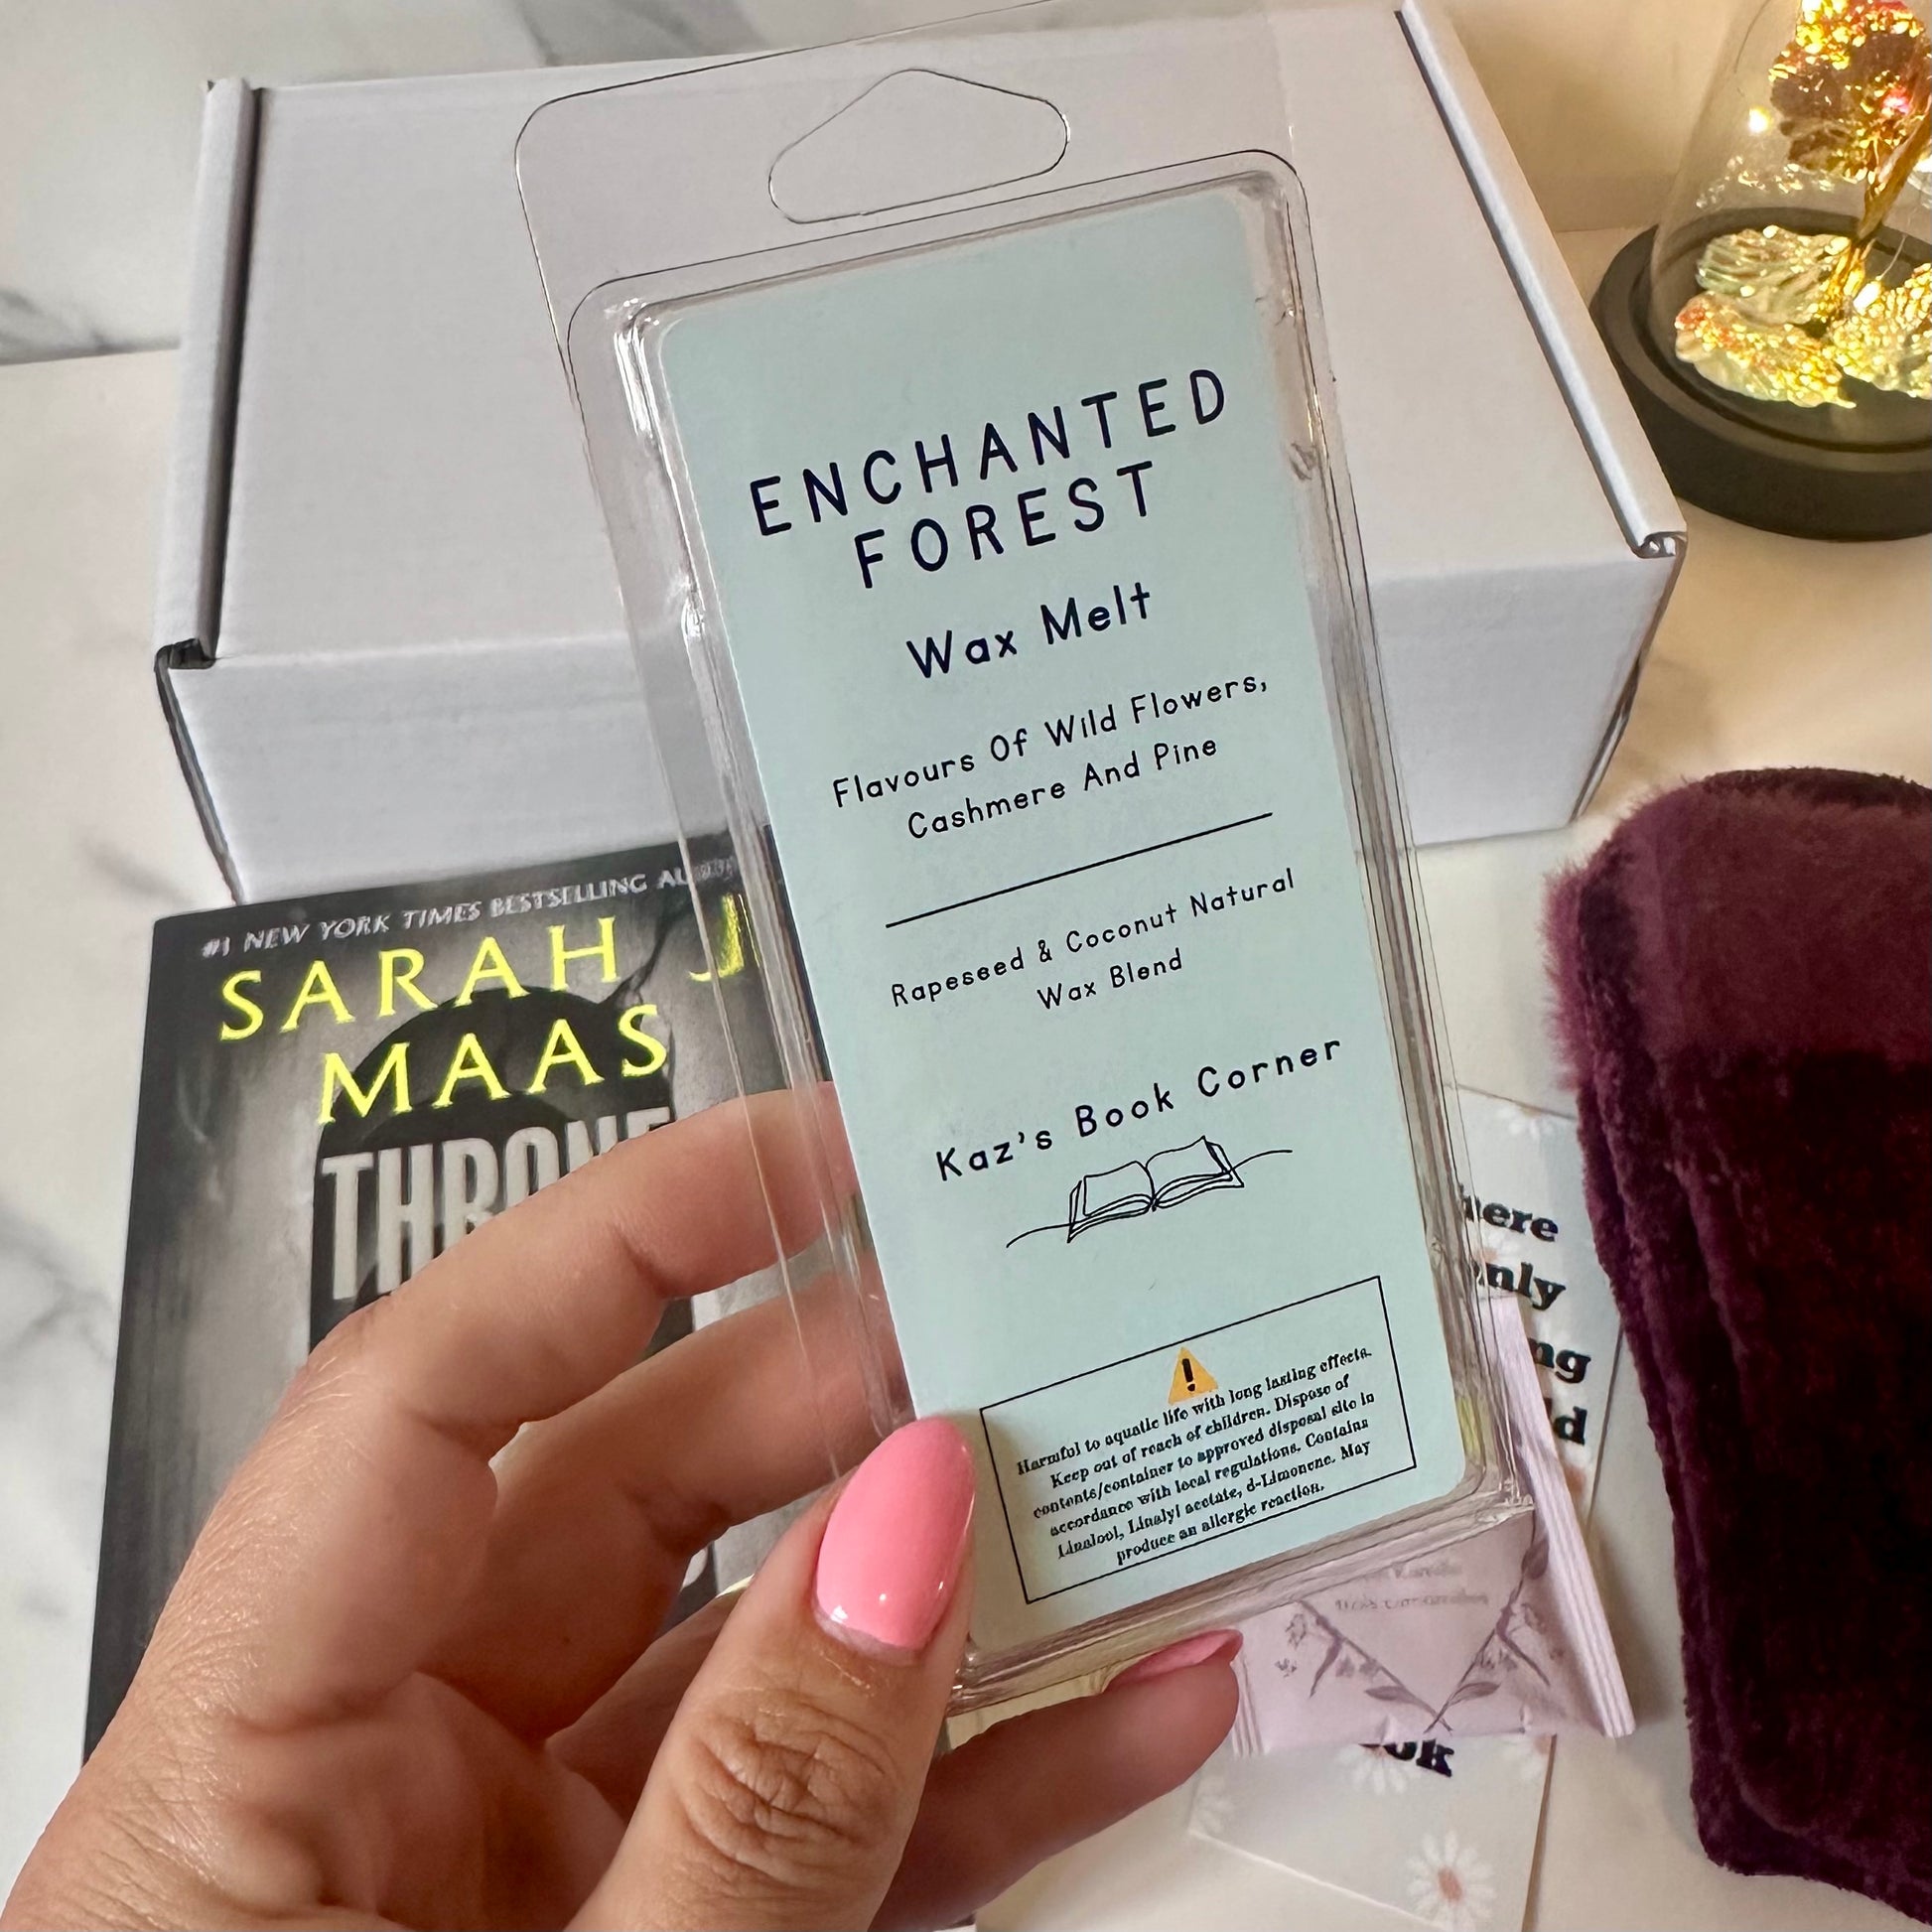 ENCHANTED
FOREST
Wax Melt
Flavours Of Wild Flowers,
Cashmere And Pine
Rapeseed & Coconut Natural
Wax Blend
Kaz's Book Corner
Harmful to aquatic life with long lasting effects.
Keep out of reach of children. Dispose of
contents/container to approved disposal site in
accordance with local regulations. Contains
Linalool, Linalyl acetate, d-Limonene. May
produce an allergic reaction.
#1 NEW YORK TIMES BESTSELLING
SARAH J
MAAS
THRONE